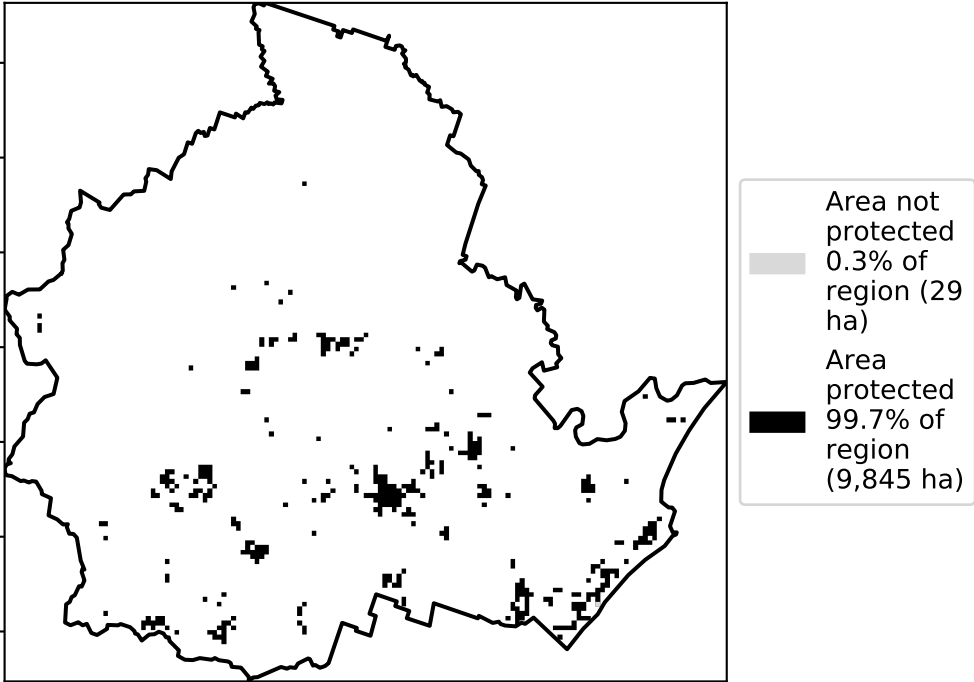 Area not
protected
0.3% of
region (29
ha)
Area
protected
99.7% of
region
(9,845 ha)